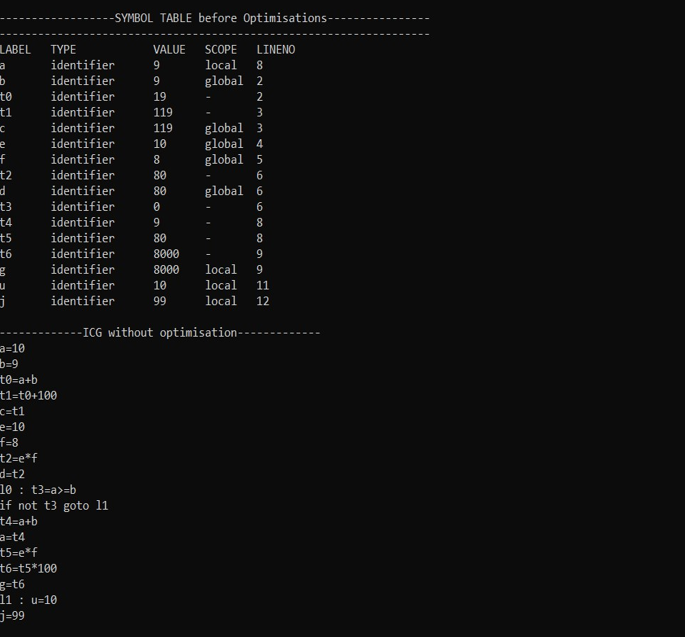 -----------------SYMBOL TABLE before Optimisations----------------
-----------------------------------------------------------------
LABEL TYPE VALUE SCOPE LINENO
a identifier 9 local 8
b identifier 9 global 2
t0 identifier 19 - 2
t1 identifier 119 - 3
c identifier 119 global 3
e identifier 10 global 4
f identifier 8 global 5
t2 identifier 80 - 6
d identifier 80 global 6
t3 identifier 0 - 6
t4 identifier 9 - 8
t5 identifier 80 - 8
t6 identifier 8000 - 9
g identifier 8000 local 9
u identifier 10 local 11
j identifier 99 local 12
-------------ICG without optimisation-------------
a=10
b=9
t0=a+b
t1=t0+100
c=t1
e=10
f=8
t2=e*f
d=t2
l0 : t3=a>=b
if not t3 goto l1
t4=a+b
a=t4
t5=e*f
t6=t5*100
g=t6
l1 : u=10
j=99